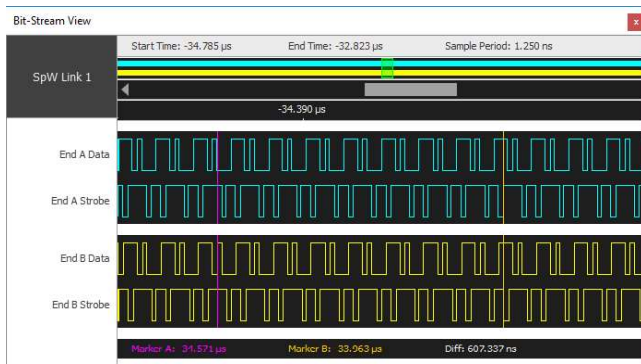 Bit-Stream View
x
Start Time: -34.785 µs End Time: -32.823 µs Sample Period: 1.250 ns
SpW Link 1
-34.390 µs
End A Data
End A Strobe
End B Data
End B Strobe
Marker A: 34.571 µs Marker B: 33.963 µs Diff: 607.337 ns